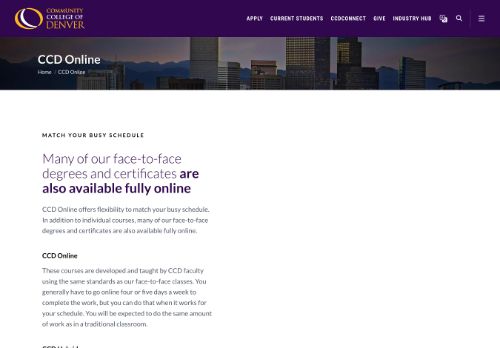 COMMUNITY
COLLEGE OF
DENVER
APPLY CURRENT STUDENTS CCDCONNECT GIVE INDUSTRY HUB
CCD Online
Home / CCD Online
MATCH YOUR BUSY SCHEDULE
Many of our face-to-face
degrees and certificates are
also available fully online
CCD Online offers flexibility to match your busy schedule.
In addition to individual courses, many of our face-to-face
degrees and certificates are also available fully online.
CCD Online
These courses are developed and taught by CCD faculty
using the same standards as our face-to-face classes. You
generally have to go online four or five days a week to
complete the work, but you can do that when it works for
your schedule. You will be expected to do the same amount
of work as in a traditional classroom.